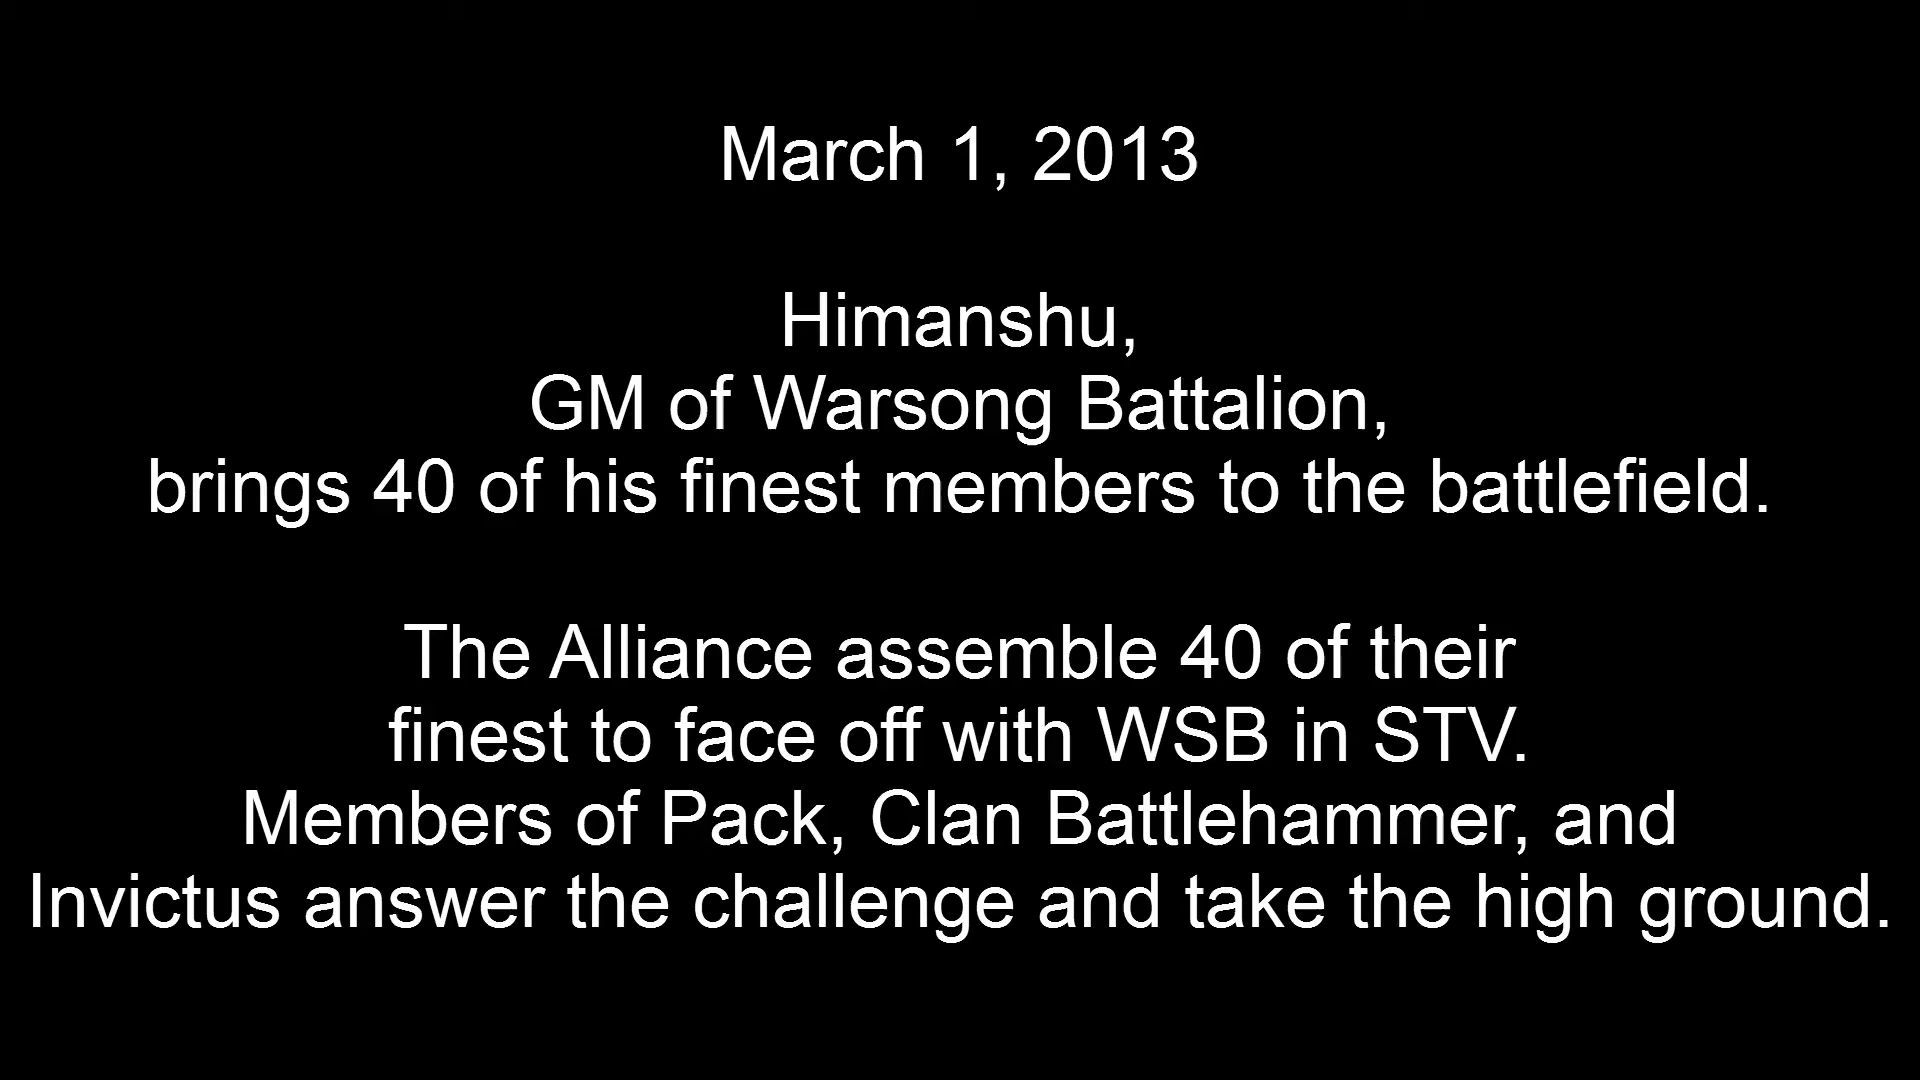 March 1, 2013
Himanshu,
GM of Warsong Battalion,
brings 40 of his finest members to the battlefield.
The Alliance assemble 40 of their
finest to face off with WSB in STV.
Members of Pack, Clan Battlehammer, and
Invictus answer the challenge and take the high ground.